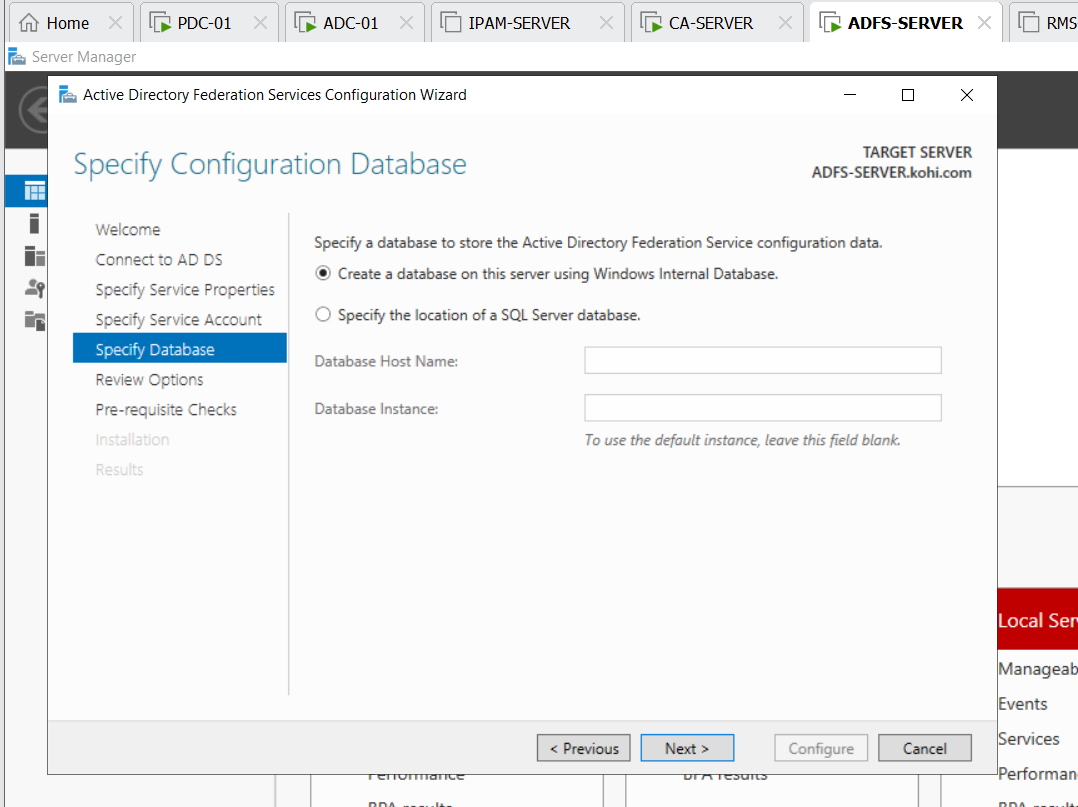 Home
PDC-01
ADC-01
IPAM-SERVER
CA-SERVER
ADFS-SERVER
RMS
Server Manager
Active Directory Federation Services Configuration Wizard
Specify Configuration Database
TARGET SERVER
ADFS-SERVER.kohi.com
Welcome
Connect to AD DS
Specify Service Properties
Specify Service Account
Specify Database
Review Options
Pre-requisite Checks
Installation
Results
Specify a database to store the Active Directory Federation Service configuration data.
Create a database on this server using Windows Internal Database.
Specify the location of a SQL Server database.
Database Host Name:
Database Instance:
To use the default instance, leave this field blank.
< Previous
Next >
Configure
Cancel
Local Ser
Manageab
Events
Services
Performan
BPA results
Performance
BPA results
BPA results